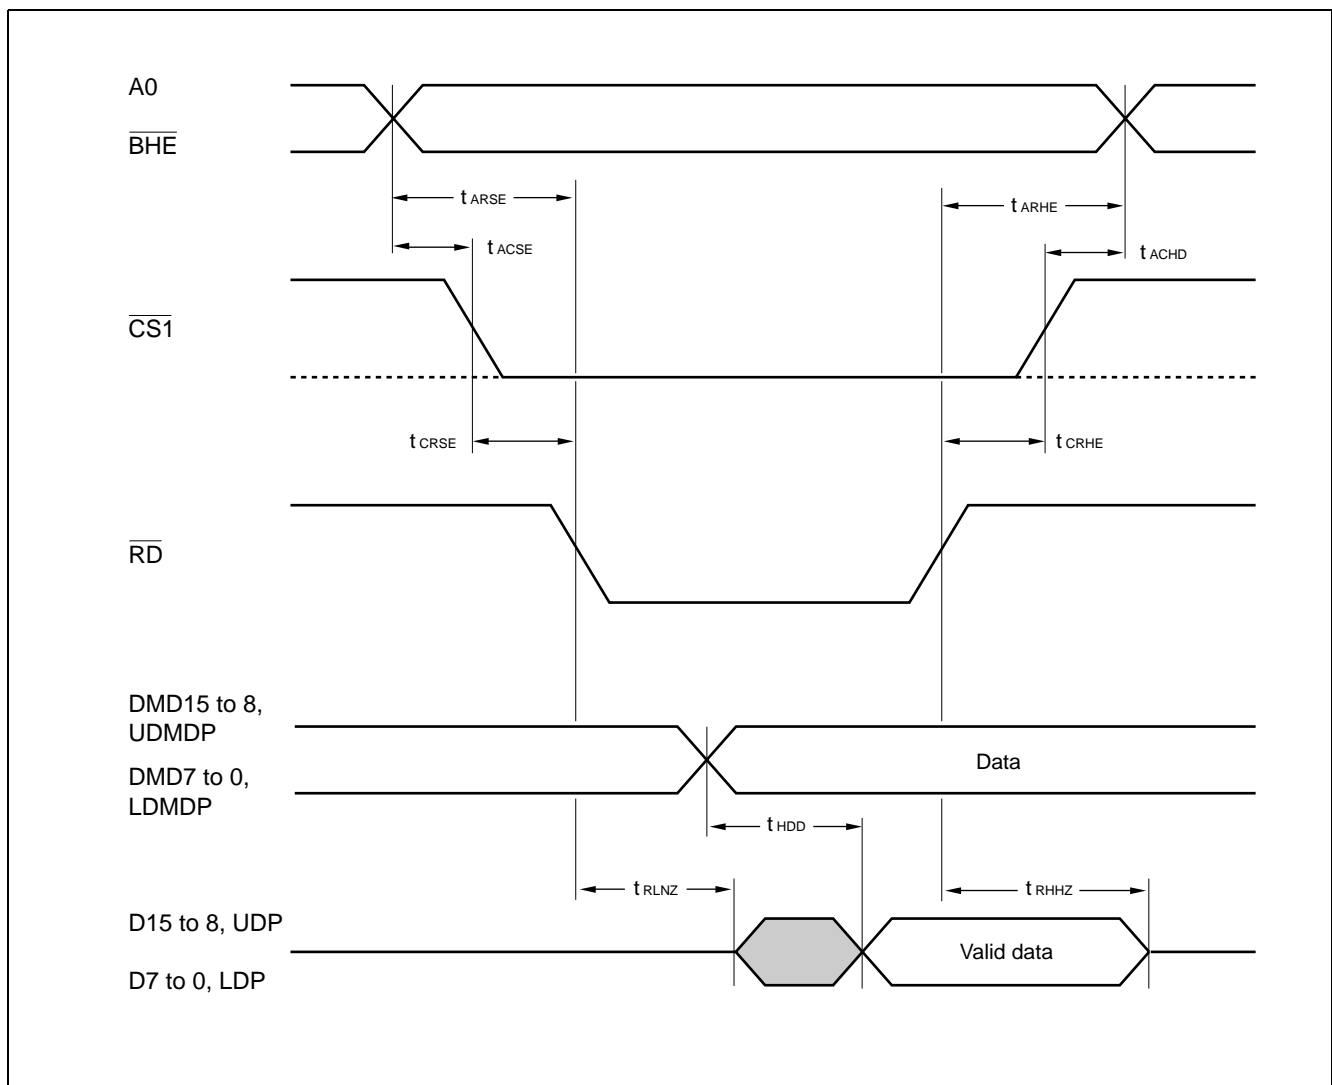 A0
BHE
t ARSE
t ARHE
t ACSE
t ACHD
CS1
t CRSE
t CRHE
RD
DMD15 to 8,
UDMDP
DMD7 to 0,
LDMDP
Data
t HDD
t RLNZ
t RHHZ
D15 to 8, UDP
Valid data
D7 to 0, LDP